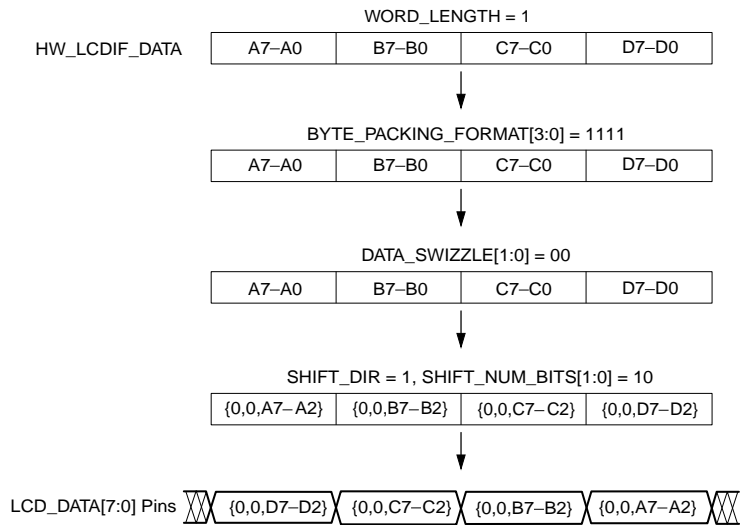 WORD_LENGTH = 1
HW_LCDIF_DATA A7–A0 B7–B0 C7–C0 D7–D0
BYTE_PACKING_FORMAT[3:0] = 1111
A7–A0 B7–B0 C7–C0 D7–D0
DATA_SWIZZLE[1:0] = 00
A7–A0 B7–B0 C7–C0 D7–D0
SHIFT_DIR = 1, SHIFT_NUM_BITS[1:0] = 10
{0,0,A7–A2} {0,0,B7–B2} {0,0,C7–C2} {0,0,D7–D2}
LCD_DATA[7:0] Pins {0,0,D7–D2} {0,0,C7–C2} {0,0,B7–B2} {0,0,A7–A2}